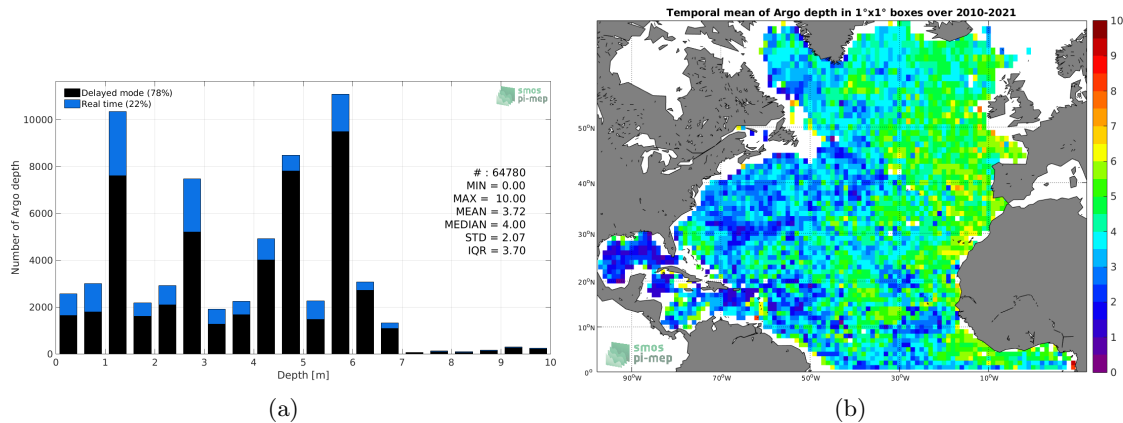 Delayed mode (78%)
Real time (22%)
smos
pi-mep
Number of Argo depth
10000
8000
6000
4000
2000
0
# : 64780
MIN = 0.00
MAX = 10.00
MEAN = 3.72
MEDIAN = 4.00
STD = 2.07
IQR = 3.70
0 1 2 3 4 5 6 7 8 9 10
Depth [m]
(a)
Temporal mean of Argo depth in 1°x1° boxes over 2010-2021
50°N
40°N
30°N
20°N
10°N
0°
90°W 70°W 50°W 30°W 10°W
smos
pi-mep
10
9
8
7
6
5
4
3
2
1
0
(b)